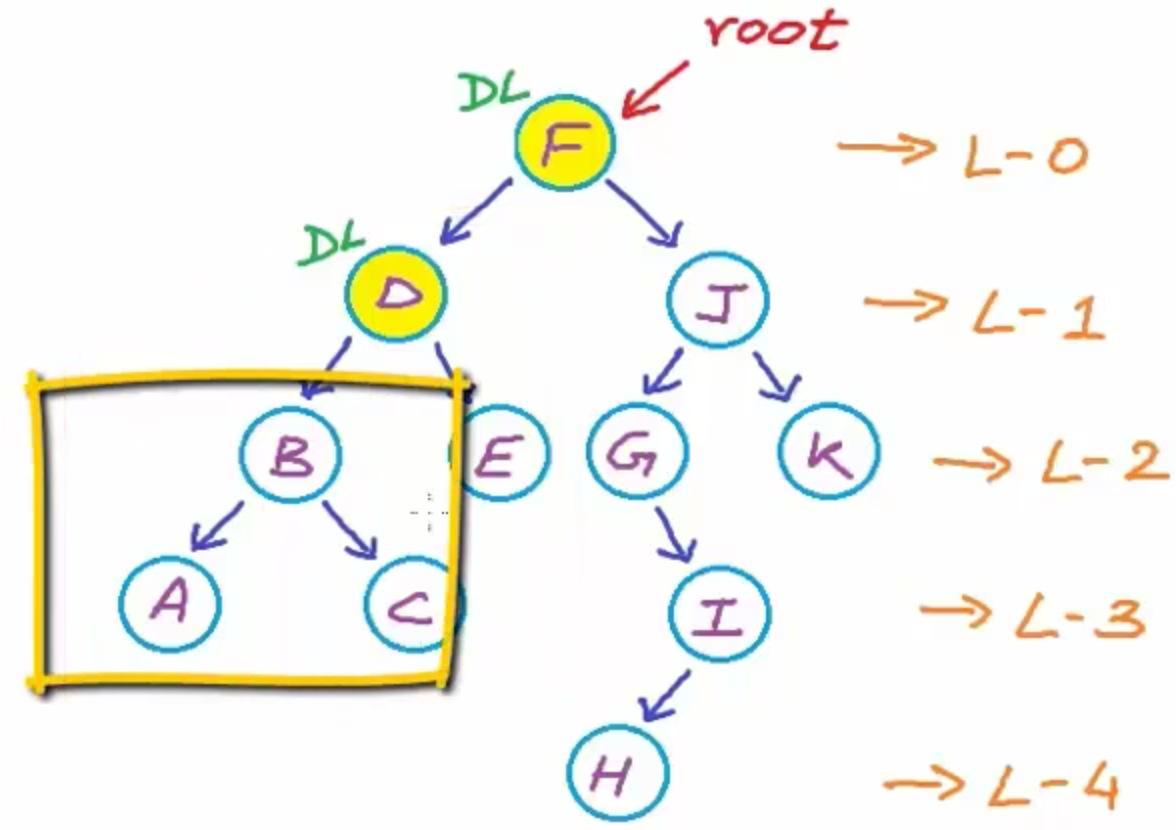 root
DL
F
→ L-0
DL
D
J
→ L-1
B
E
G
K
→ L-2
A
C
I
→ L-3
H
→ L-4